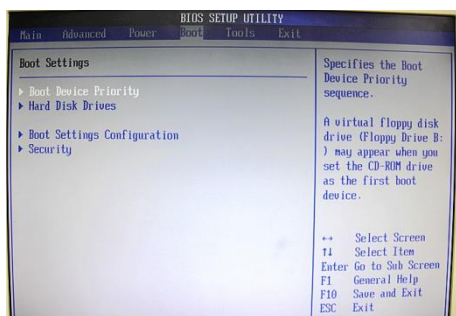 BIOS SETUP UTILITY
Main Advanced Power Boot Tools Exit
Boot Settings
Boot Device Priority
Hard Disk Drives
Boot Settings Configuration
Security
Specifies the Boot
Device Priority
sequence.
A virtual floppy disk
drive (Floppy Drive B:
) may appear when you
set the CD-ROM drive
as the first boot
device.
↔ Select Screen
↑↓ Select Item
Enter Go to Sub Screen
F1 General Help
F10 Save and Exit
ESC Exit